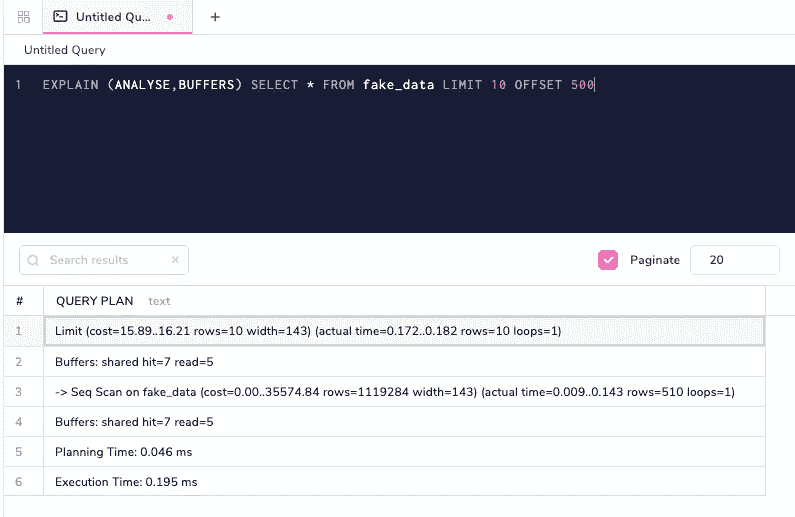 Untitled Qu...
+
Untitled Query
1 EXPLAIN (ANALYSE,BUFFERS) SELECT * FROM fake_data LIMIT 10 OFFSET 500
Search results × Paginate 20
# QUERY PLAN text
1 Limit (cost=15.89..16.21 rows=10 width=143) (actual time=0.172..0.182 rows=10 loops=1)
2 Buffers: shared hit=7 read=5
3 -> Seq Scan on fake_data (cost=0.00..35574.84 rows=1119284 width=143) (actual time=0.009..0.143 rows=510 loops=1)
4 Buffers: shared hit=7 read=5
5 Planning Time: 0.046 ms
6 Execution Time: 0.195 ms